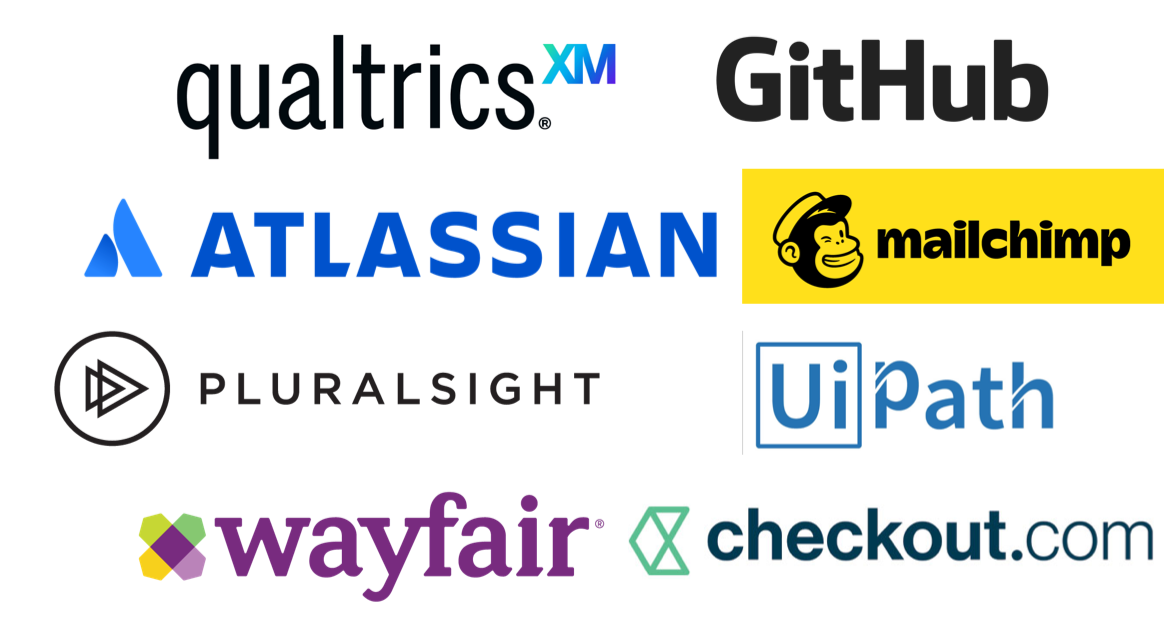 qualtrics.XM ®
GitHub
ATLASSIAN
mailchimp
PLURALSIGHT
UiPath
wayfair®
checkout.com